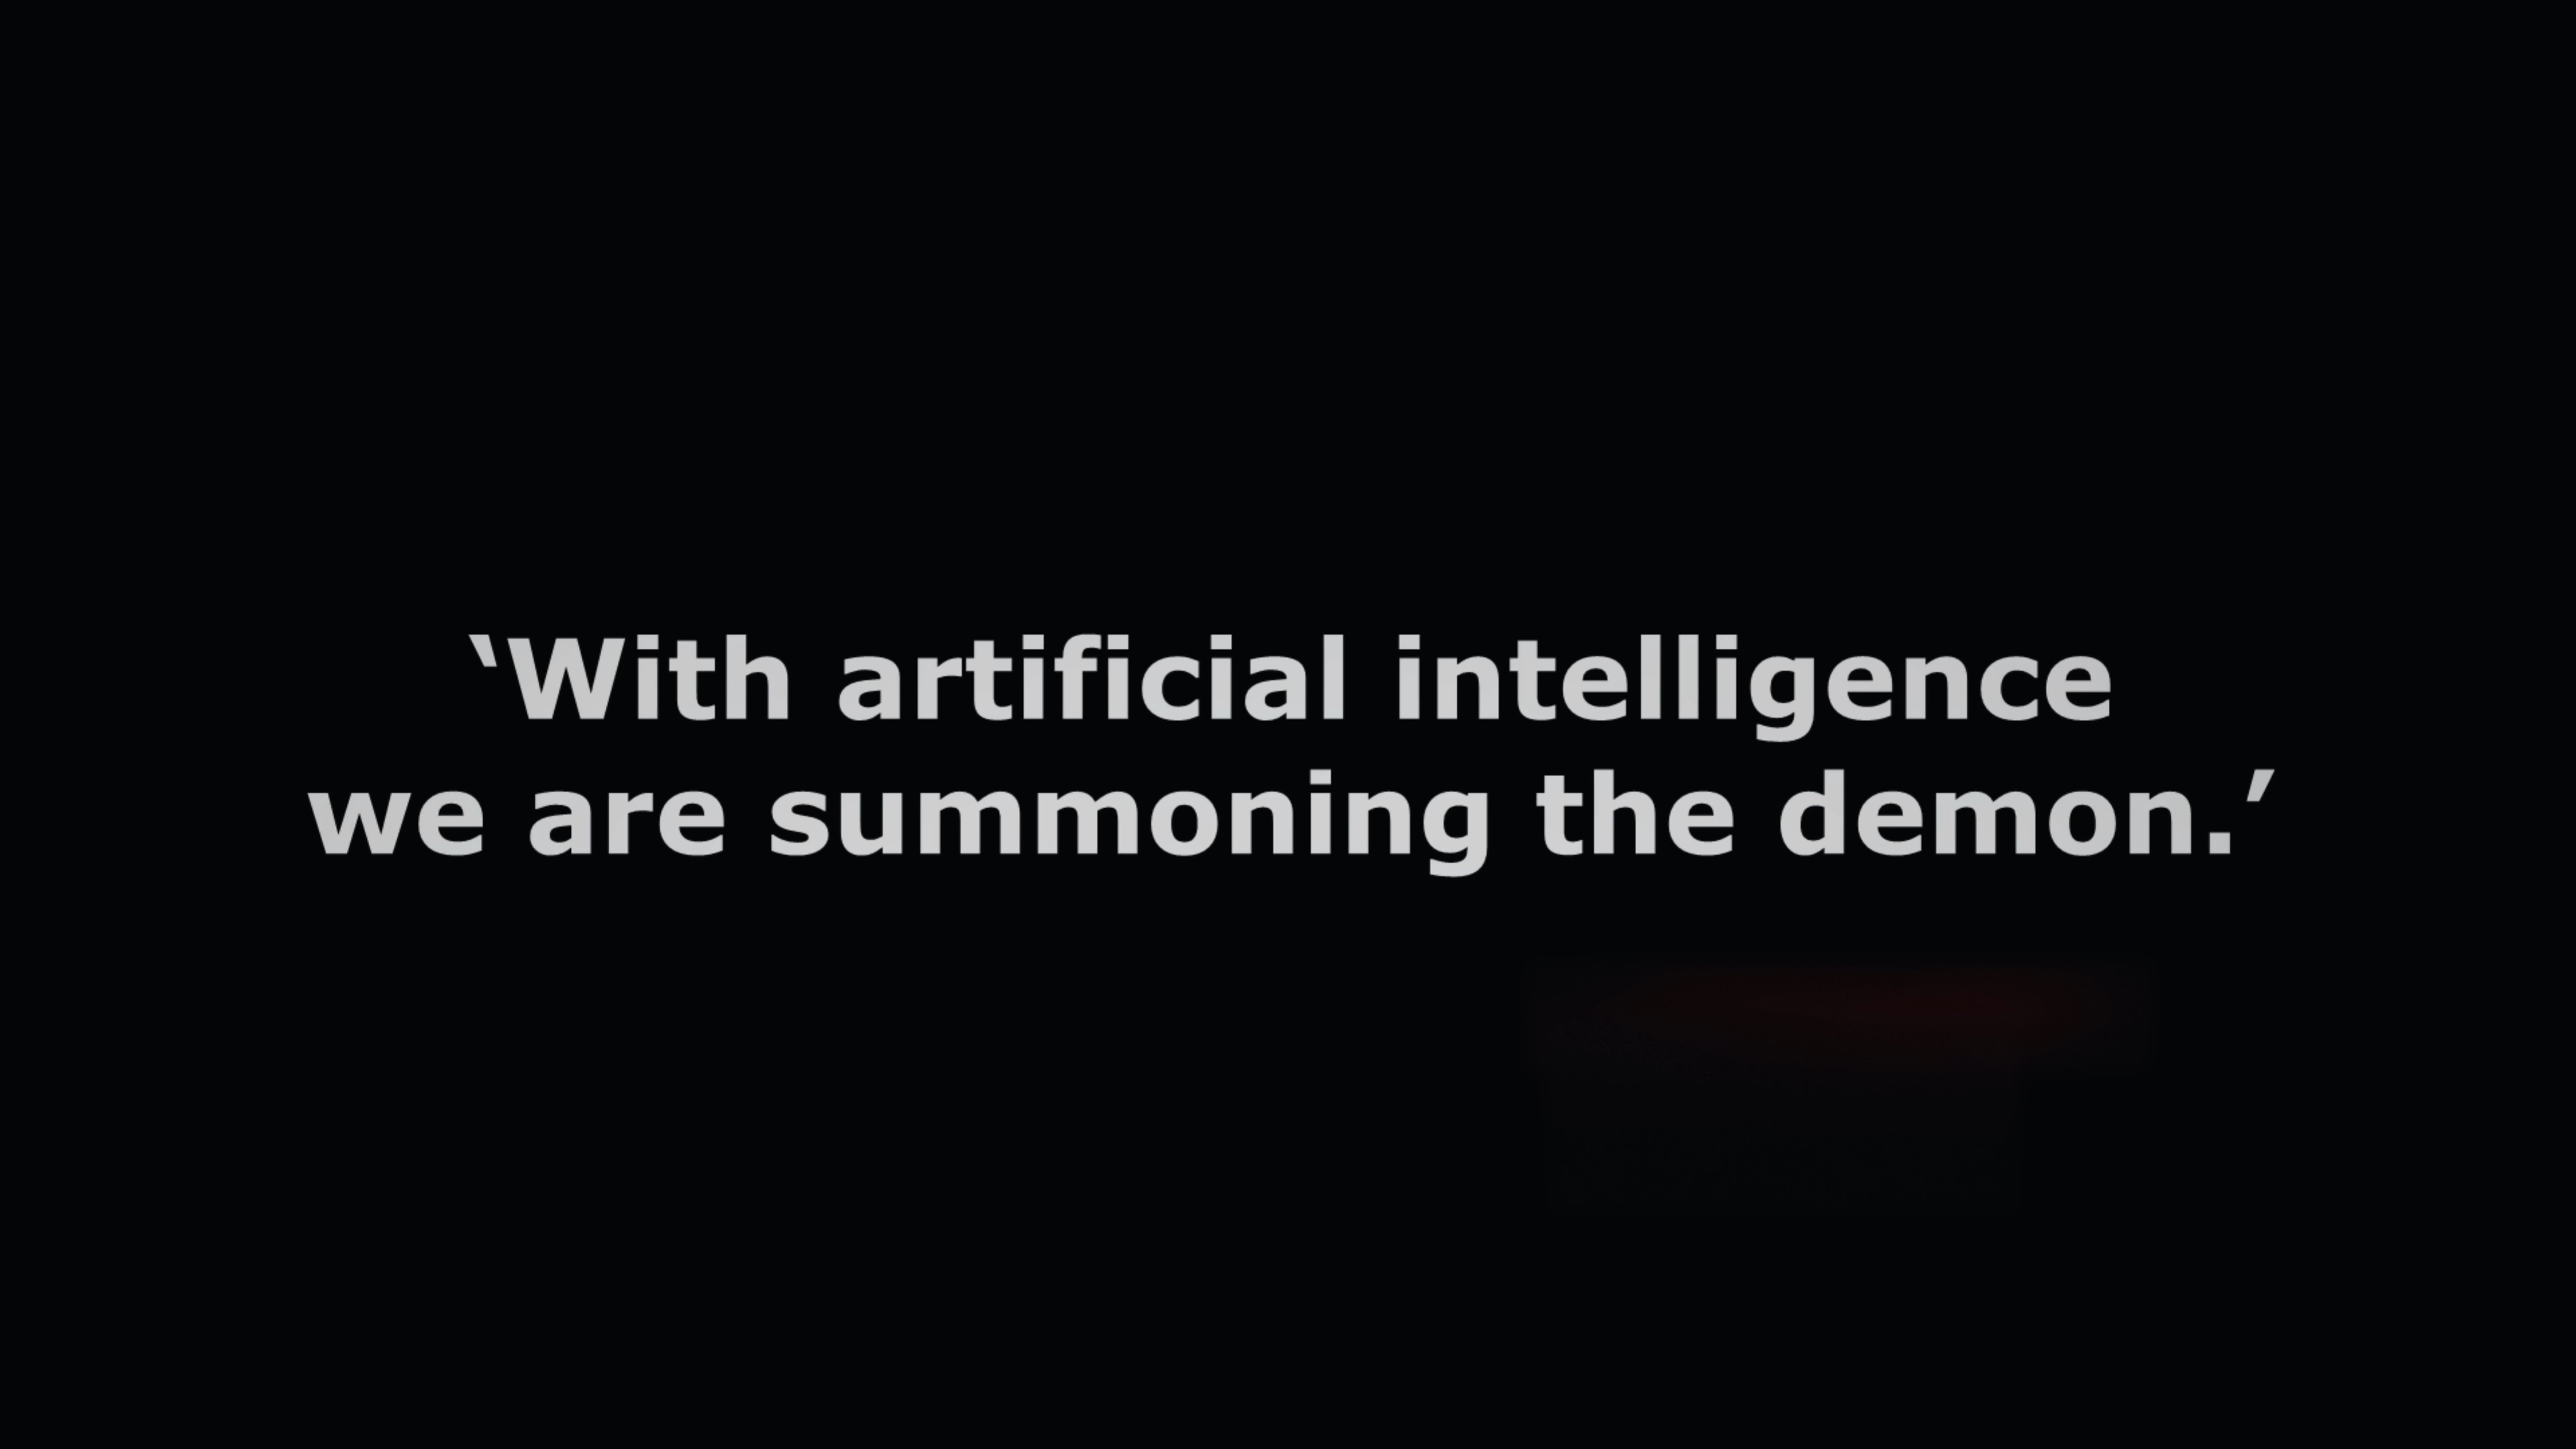 ‘With artificial intelligence
we are summoning the demon.’